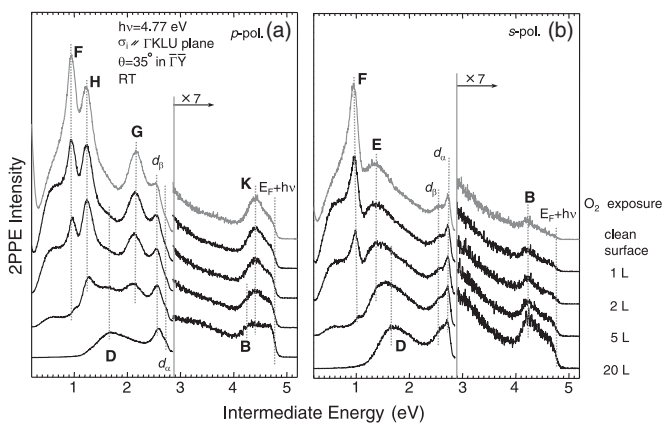 hν=4.77 eV
σi // ΓKLU plane
θ=35° in Γ̄Ȳ
RT
p-pol. (a)
F
H
G
dβ
× 7
K
EF+hν
D
dα
B
s-pol. (b)
F
E
dα
dβ
× 7
B
EF+hν
D
O2 exposure
clean
surface
1 L
2 L
5 L
20 L
2PPE Intensity
1 2 3 4 5
1 2 3 4 5
Intermediate Energy (eV)